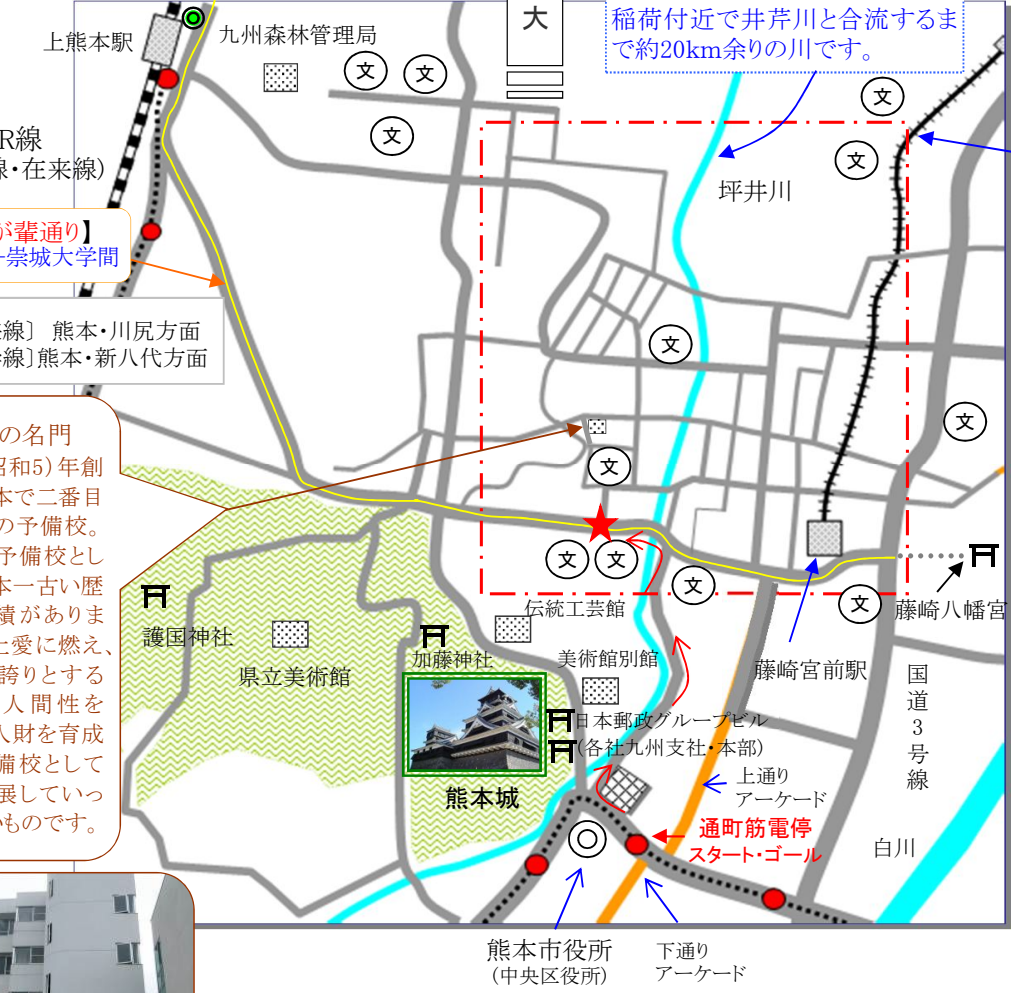 大
稲荷付近で井芹川と合流するま
で約20km余りの川です。
上熊本駅
九州森林管理局
文
文
文
文
文
R線
線・在来線)
坪井川
が輩通り】
崇城大学間
線〕 熊本・川尻方面
線〕熊本・新八代方面
文
の名門
昭和5)年創
本で二番目
の予備校。
予備校とし
本一古い歴
績がありま
愛に燃え、
誇りとする
人間性を
人財を育成
備校として
展していっ
ものです。
文
文
文
文
文
文
伝統工芸館
藤崎八幡宮
護国神社
加藤神社
県立美術館
美術館別館
藤崎宮前駅
国道3号線
日本郵政グループビル
(各社九州支社・本部)
熊本城
上通り
アーケード
通町筋電停
スタート・ゴール
白川
熊本市役所
(中央区役所)
下通り
アーケード